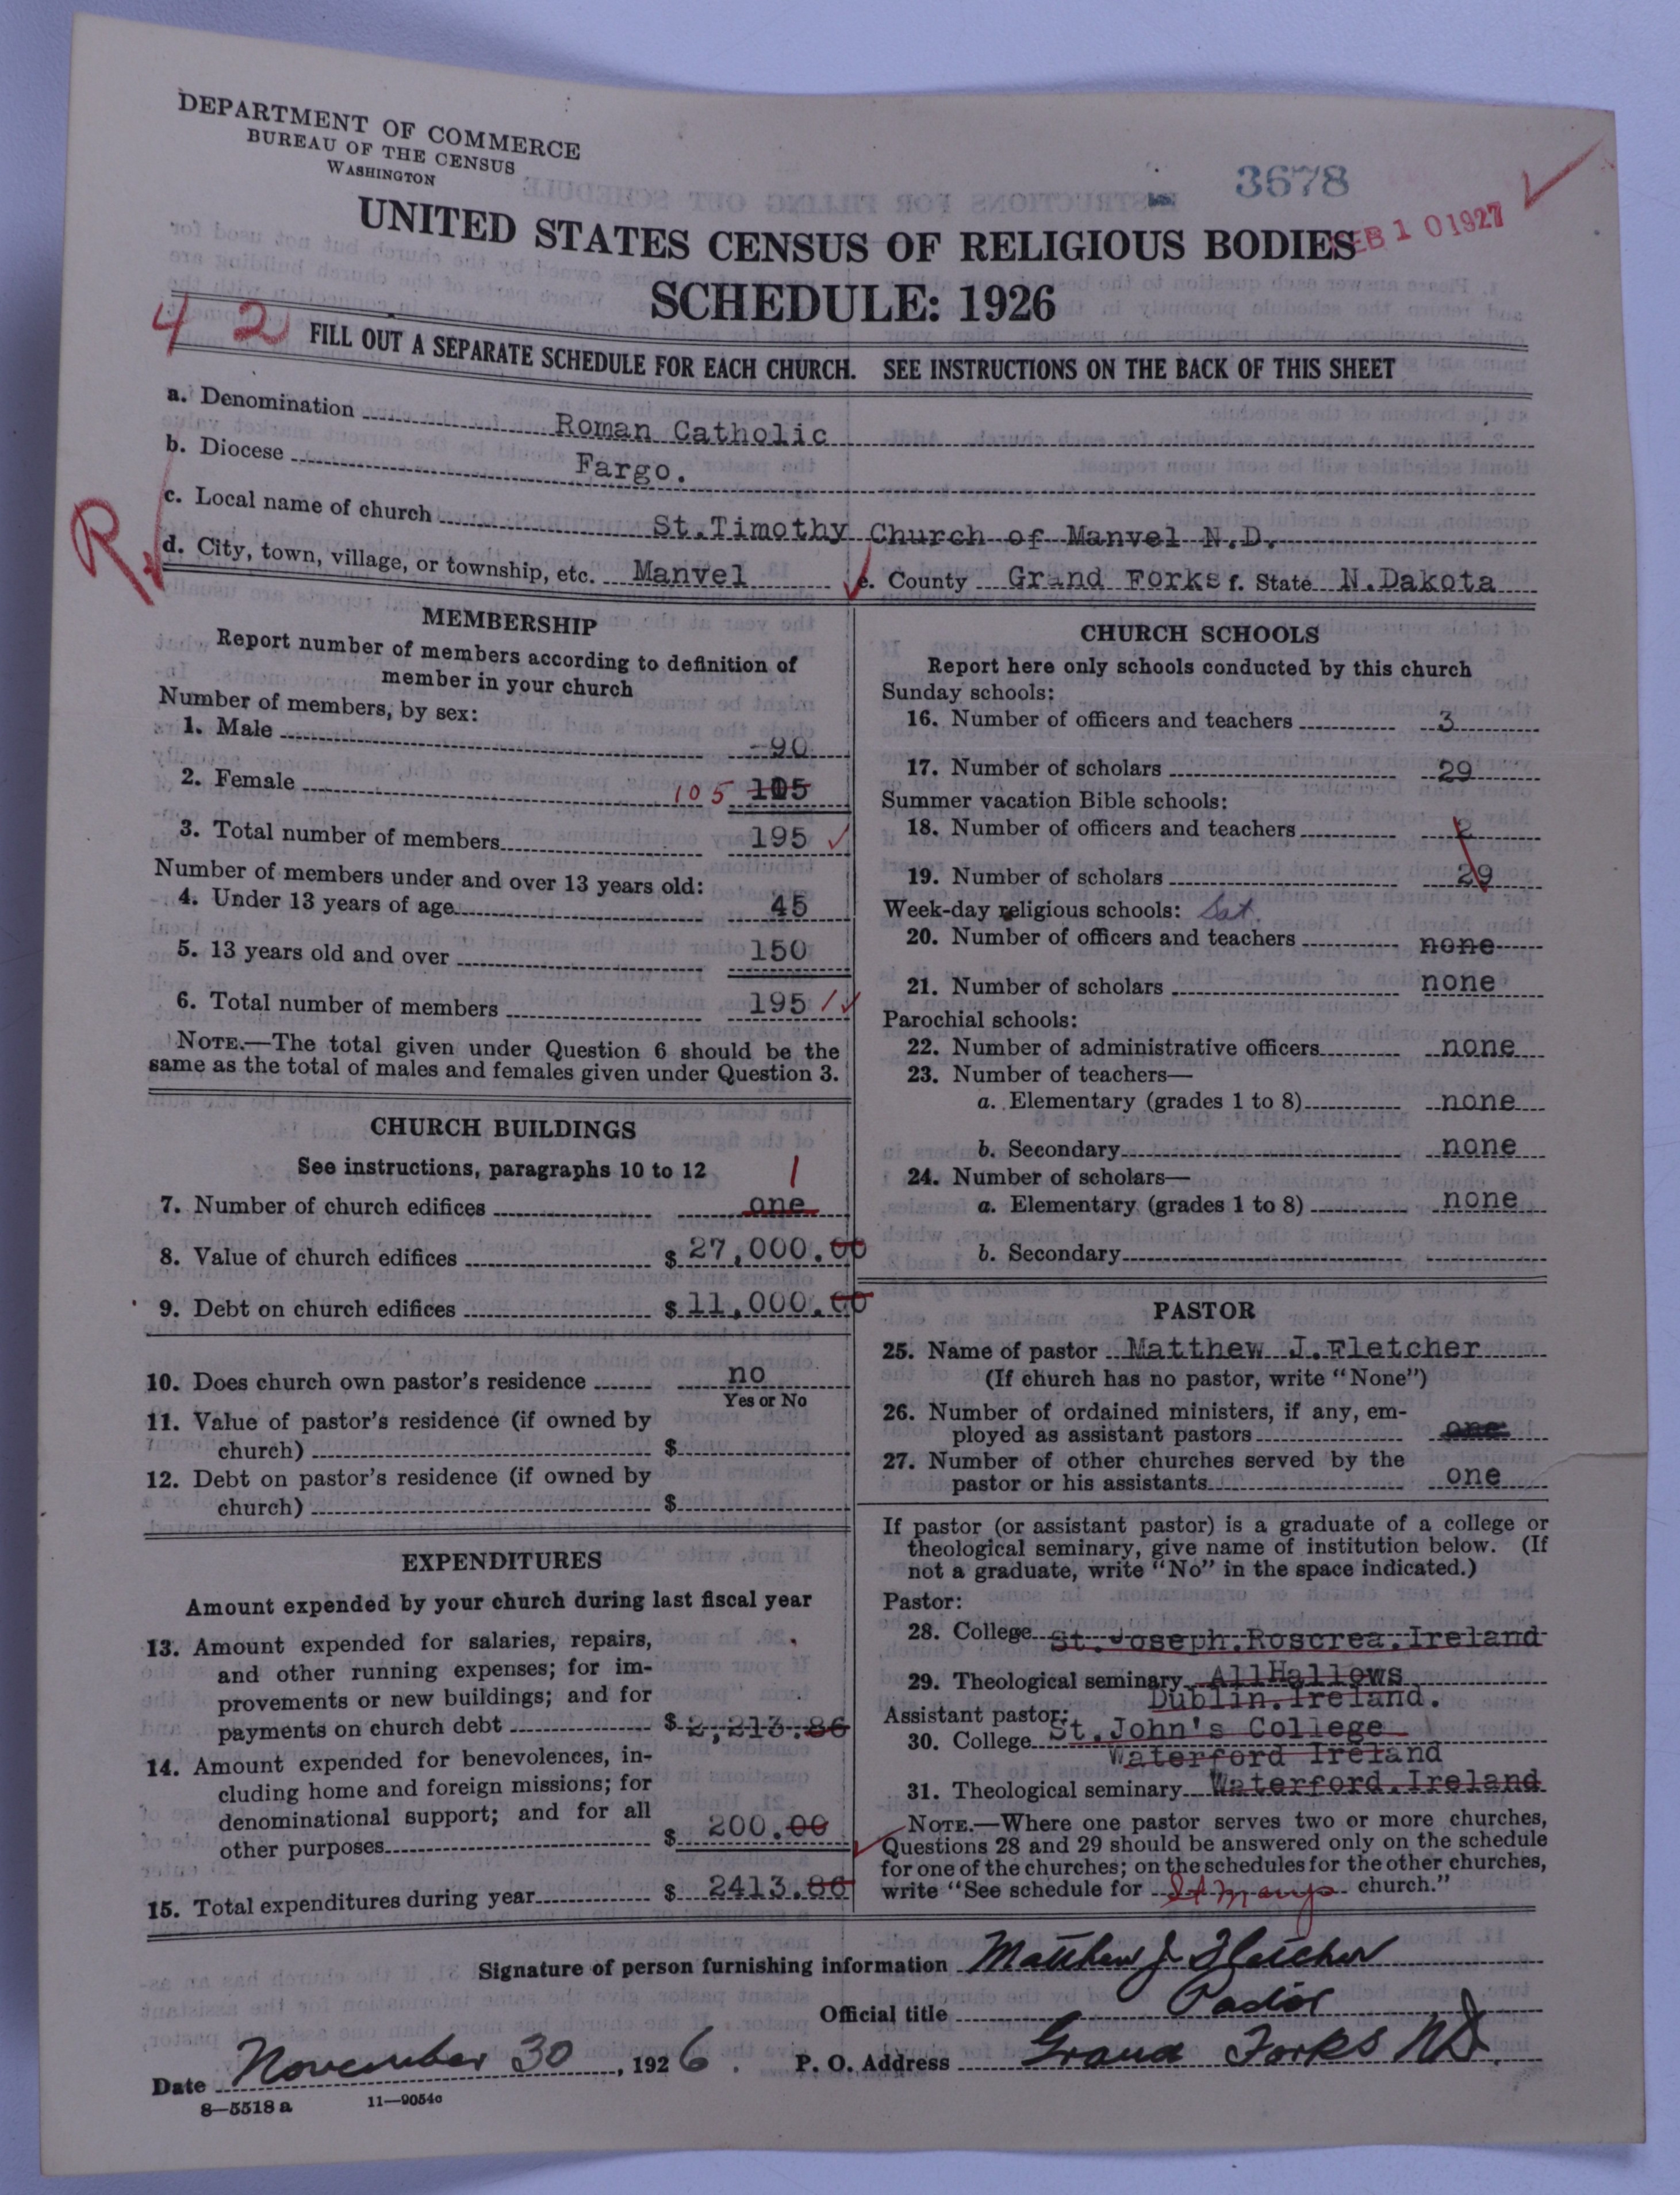 DEPARTMENT OF COMMERCE
BUREAU OF THE CENSUS
WASHINGTON
3678
FEB 10 1927
UNITED STATES CENSUS OF RELIGIOUS BODIES
SCHEDULE: 1926
4 2
FILL OUT A SEPARATE SCHEDULE FOR EACH CHURCH. SEE INSTRUCTIONS ON THE BACK OF THIS SHEET
a. Denomination Roman Catholic
b. Diocese Fargo.
c. Local name of church St.Timothy Church of Manvel N.D.
R.
d. City, town, village, or township, etc. Manvel e. County Grand Forks f. State N.Dakota
MEMBERSHIP
Report number of members according to definition of
member in your church
Number of members, by sex:
1. Male -90
2. Female 105 105
3. Total number of members 195
Number of members under and over 13 years old:
4. Under 13 years of age 45
5. 13 years old and over 150
6. Total number of members 195
NOTE.—The total given under Question 6 should be the
same as the total of males and females given under Question 3.
CHURCH BUILDINGS
See instructions, paragraphs 10 to 12
1
7. Number of church edifices one
8. Value of church edifices $ 27,000.00
9. Debt on church edifices $ 11,000.00
10. Does church own pastor's residence no
Yes or No
11. Value of pastor's residence (if owned by
church) $
12. Debt on pastor's residence (if owned by
church) $
EXPENDITURES
Amount expended by your church during last fiscal year
13. Amount expended for salaries, repairs,
and other running expenses; for im-
provements or new buildings; and for
payments on church debt $ 2,213.86
14. Amount expended for benevolences, in-
cluding home and foreign missions; for
denominational support; and for all
other purposes $ 200.00
15. Total expenditures during year $ 2413.86
CHURCH SCHOOLS
Report here only schools conducted by this church
Sunday schools:
16. Number of officers and teachers 3
17. Number of scholars 29
Summer vacation Bible schools:
18. Number of officers and teachers 2
19. Number of scholars 29
Week-day religious schools: Sat.
20. Number of officers and teachers none
21. Number of scholars none
Parochial schools:
22. Number of administrative officers none
23. Number of teachers—
a. Elementary (grades 1 to 8) none
b. Secondary none
24. Number of scholars—
a. Elementary (grades 1 to 8) none
b. Secondary
PASTOR
25. Name of pastor Matthew J.Fletcher
(If church has no pastor, write "None")
26. Number of ordained ministers, if any, em-
ployed as assistant pastors one
27. Number of other churches served by the
pastor or his assistants one
If pastor (or assistant pastor) is a graduate of a college or
theological seminary, give name of institution below. (If
not a graduate, write "No" in the space indicated.)
Pastor:
28. College St.Joseph.Roscrea.Ireland
29. Theological seminary AllHallows
Dublin.Ireland.
Assistant pastor:
30. College St.John's College
Waterford Ireland
31. Theological seminary Waterford.Ireland
NOTE.—Where one pastor serves two or more churches,
Questions 28 and 29 should be answered only on the schedule
for one of the churches; on the schedules for the other churches,
write "See schedule for St Marys church."
Signature of person furnishing information Matthew J Fletcher
Official title Pastor
Date November 30, 1926. P. O. Address Grand Forks ND.
8—5518 a 11—9054c